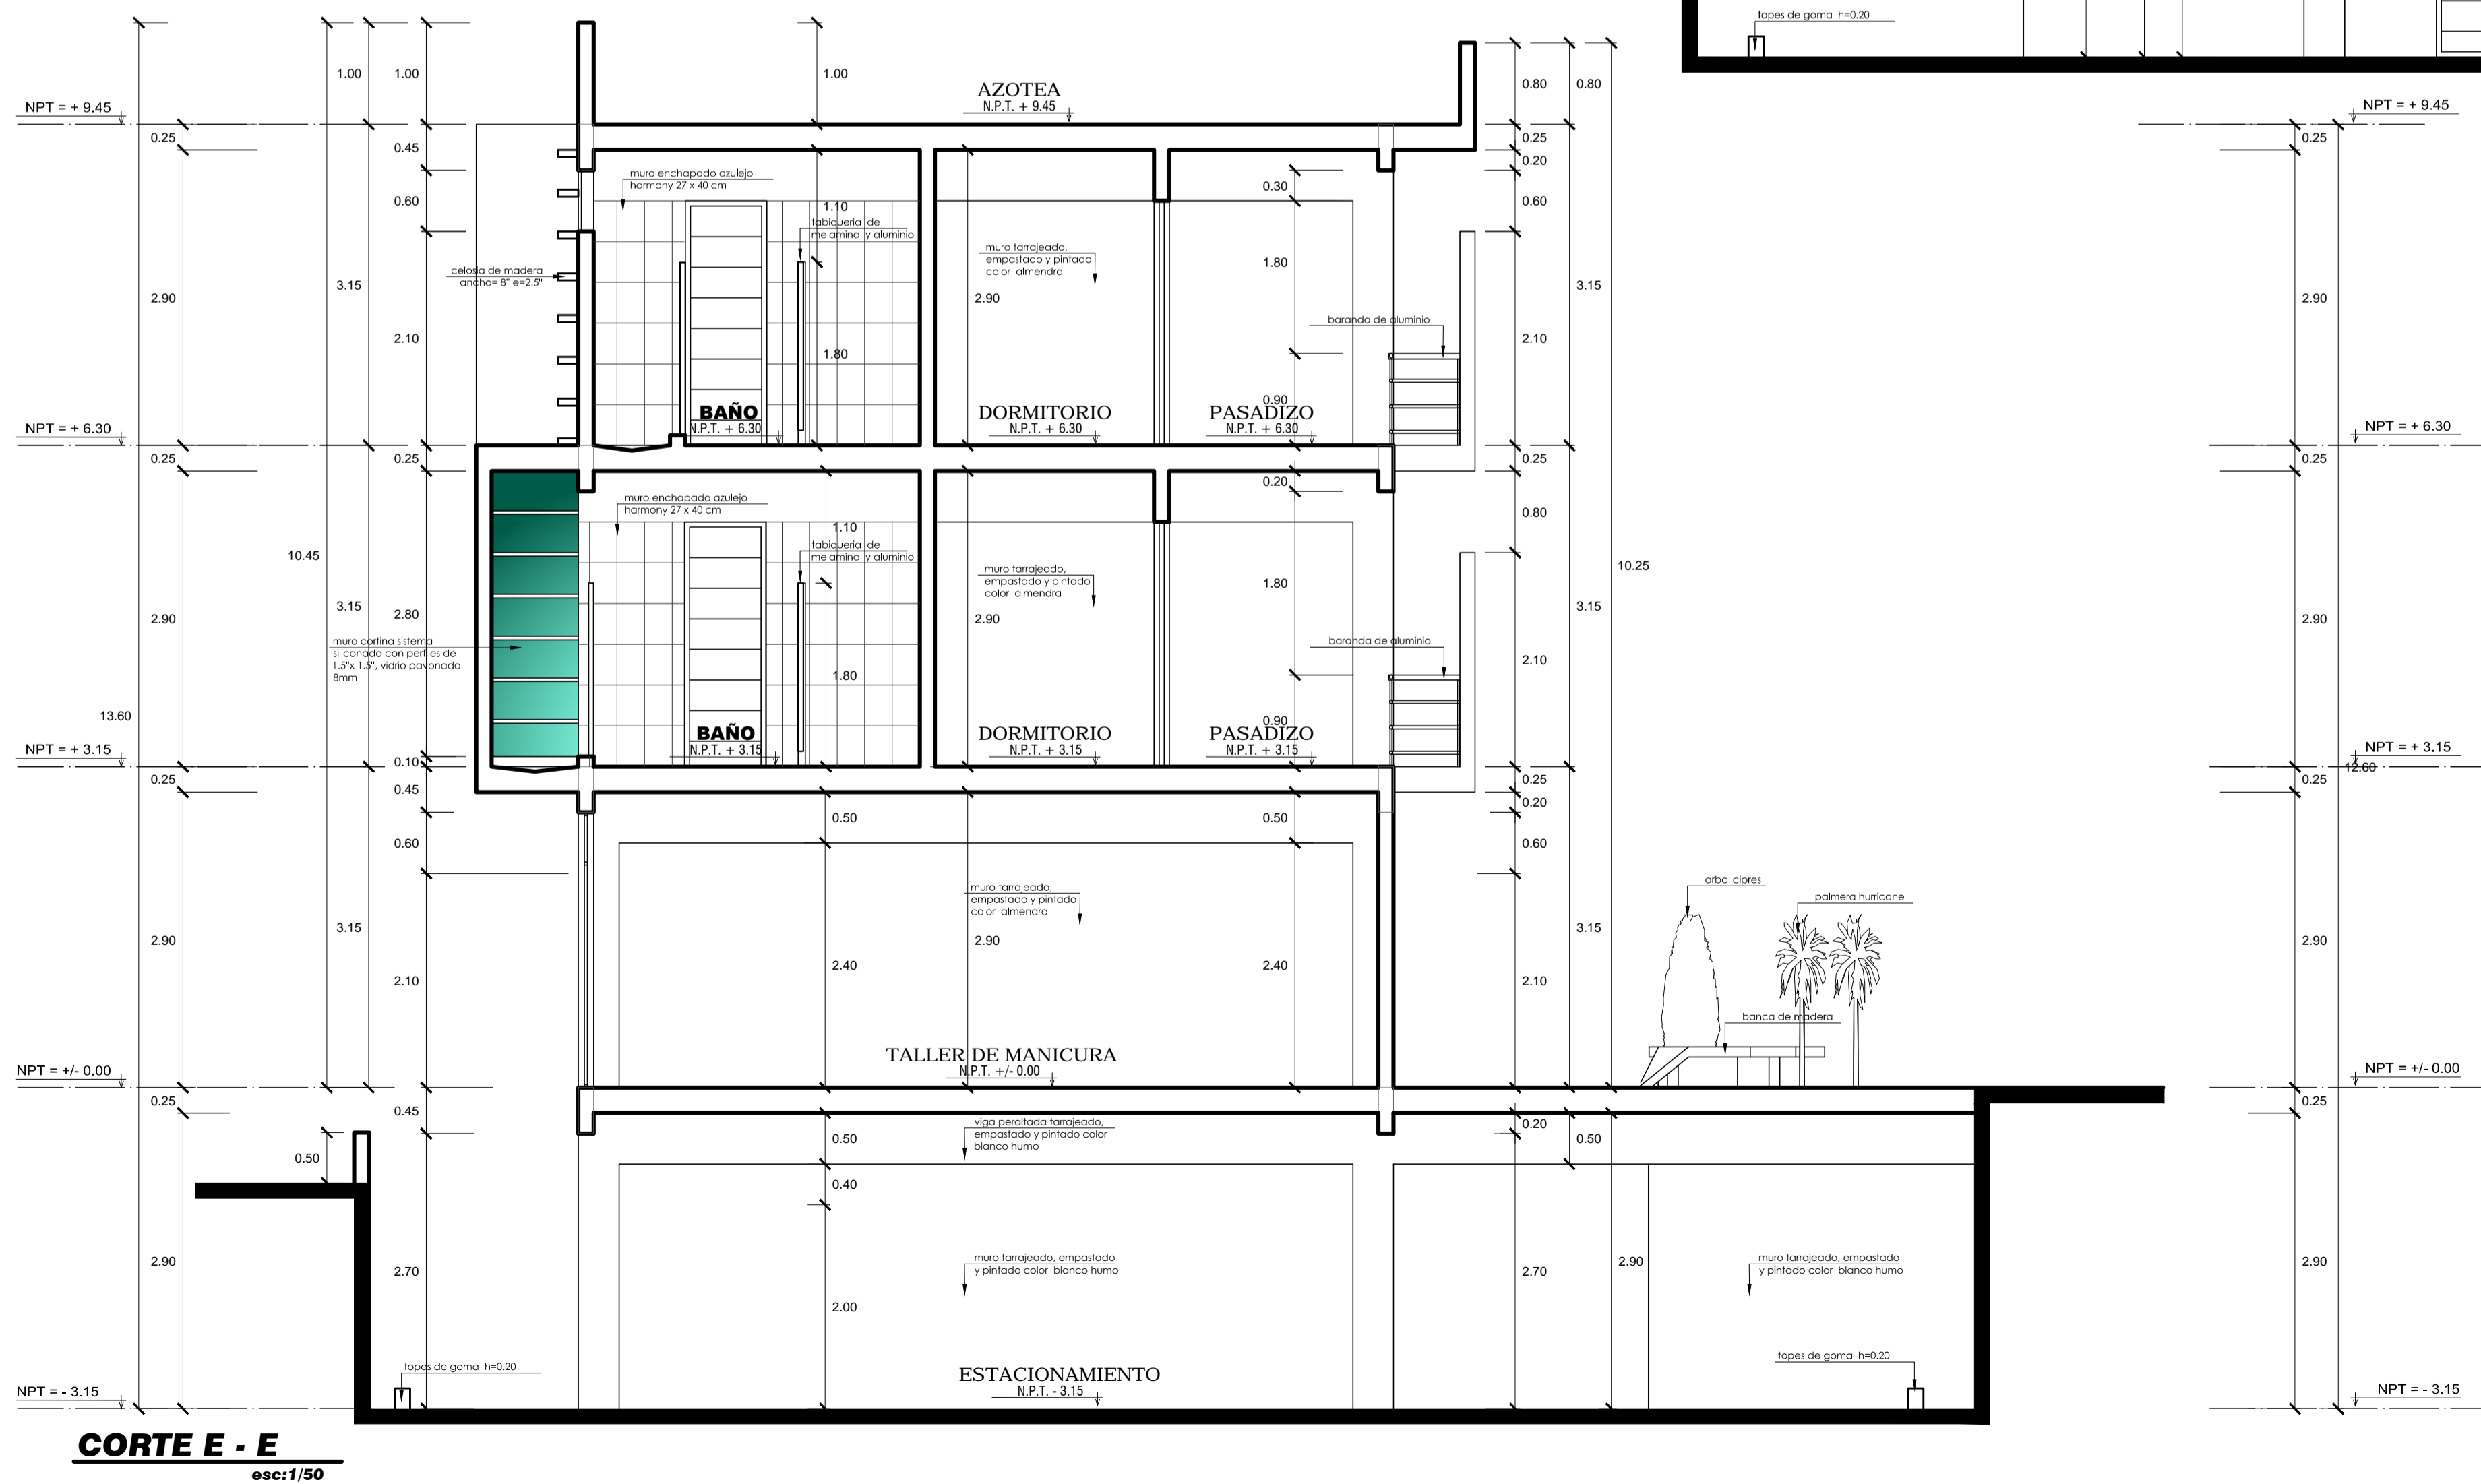 topes de goma h=0.20
1.00
1.00
1.00
0.80
0.80
AZOTEA
N.P.T. + 9.45
NPT = + 9.45
NPT = + 9.45
0.25
0.45
0.25
0.20
0.25
muro enchapado azulejo
harmony 27 x 40 cm
0.30
0.60
1.10
0.60
tabiqueria de
melamina y aluminio
muro tarrajeado,
empastado y pintado
color almendra
celosia de madera
ancho= 8" e=2.5"
1.80
3.15
3.15
2.90
2.90
2.90
baranda de aluminio
2.10
1.80
2.10
0.90
BAÑO
N.P.T. + 6.30
DORMITORIO
N.P.T. + 6.30
PASADIZO
N.P.T. + 6.30
NPT = + 6.30
NPT = + 6.30
0.25
0.25
0.25
0.25
0.20
muro enchapado azulejo
harmony 27 x 40 cm
0.80
1.10
tabiqueria de
melamina y aluminio
10.45
10.25
muro tarrajeado,
empastado y pintado
color almendra
1.80
3.15
2.80
3.15
2.90
2.90
2.90
muro cortina sistema
siliconado con perfiles de
1.5"x 1.5", vidrio pavonado
8mm
baranda de aluminio
2.10
1.80
13.60
0.90
BAÑO
N.P.T. + 3.15
DORMITORIO
N.P.T. + 3.15
PASADIZO
N.P.T. + 3.15
NPT = + 3.15
NPT = + 3.15
0.10
12.60
0.25
0.45
0.25
0.20
0.25
0.50
0.50
0.60
0.60
muro tarrajeado,
empastado y pintado
color almendra
arbol cipres
palmera hurricane
3.15
3.15
2.90
2.90
2.90
2.40
2.40
2.10
2.10
banca de madera
TALLER DE MANICURA
N.P.T. +/- 0.00
NPT = +/- 0.00
NPT = +/- 0.00
0.25
0.45
0.25
0.20
viga peraltada tarrajeado,
empastado y pintado color
blanco humo
0.50
0.50
0.50
0.40
2.90
2.70
muro tarrajeado, empastado
y pintado color blanco humo
2.70
2.90
muro tarrajeado, empastado
y pintado color blanco humo
2.90
2.00
topes de goma h=0.20
topes de goma h=0.20
ESTACIONAMIENTO
N.P.T. - 3.15
NPT = - 3.15
NPT = - 3.15
CORTE E - E
esc:1/50